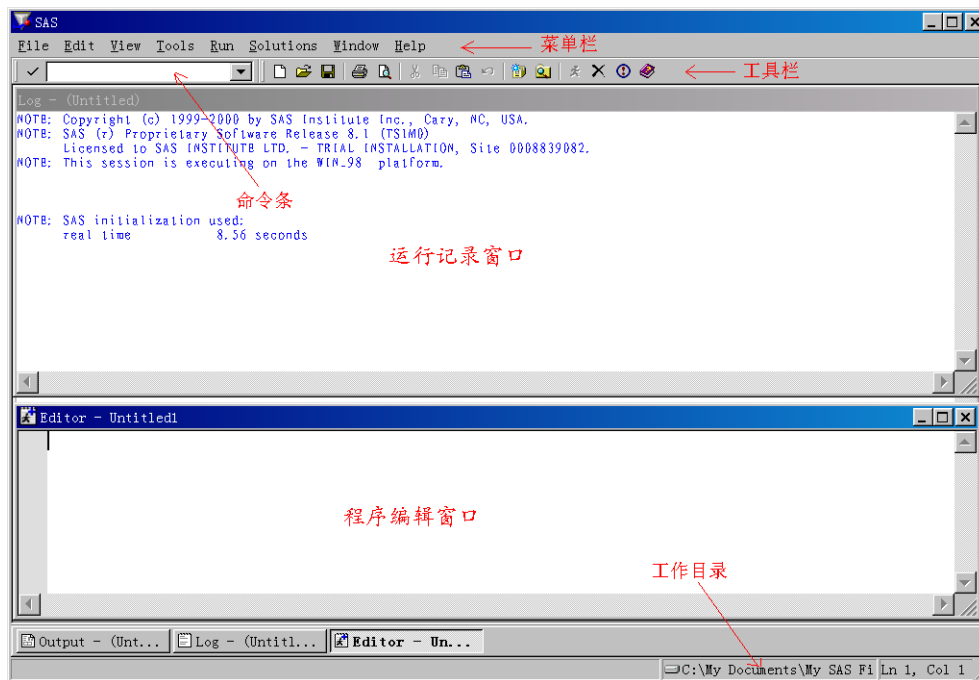 SAS
File Edit View Tools Run Solutions Window Help 菜单栏
工具栏
Log - (Untitled)
NOTE: Copyright (c) 1999-2000 by SAS Institute Inc., Cary, NC, USA.
NOTE: SAS (r) Proprietary Software Release 8.1 (TS1M0)
Licensed to SAS INSTITUTE LTD. - TRIAL INSTALLATION, Site 0008839082.
NOTE: This session is executing on the WIN_98 platform.
命令条
NOTE: SAS initialization used:
real time 8.56 seconds
运行记录窗口
Editor - Untitled1
程序编辑窗口
工作目录
Output - (Unt... Log - (Untitl... Editor - Un...
C:\My Documents\My SAS Fi Ln 1, Col 1